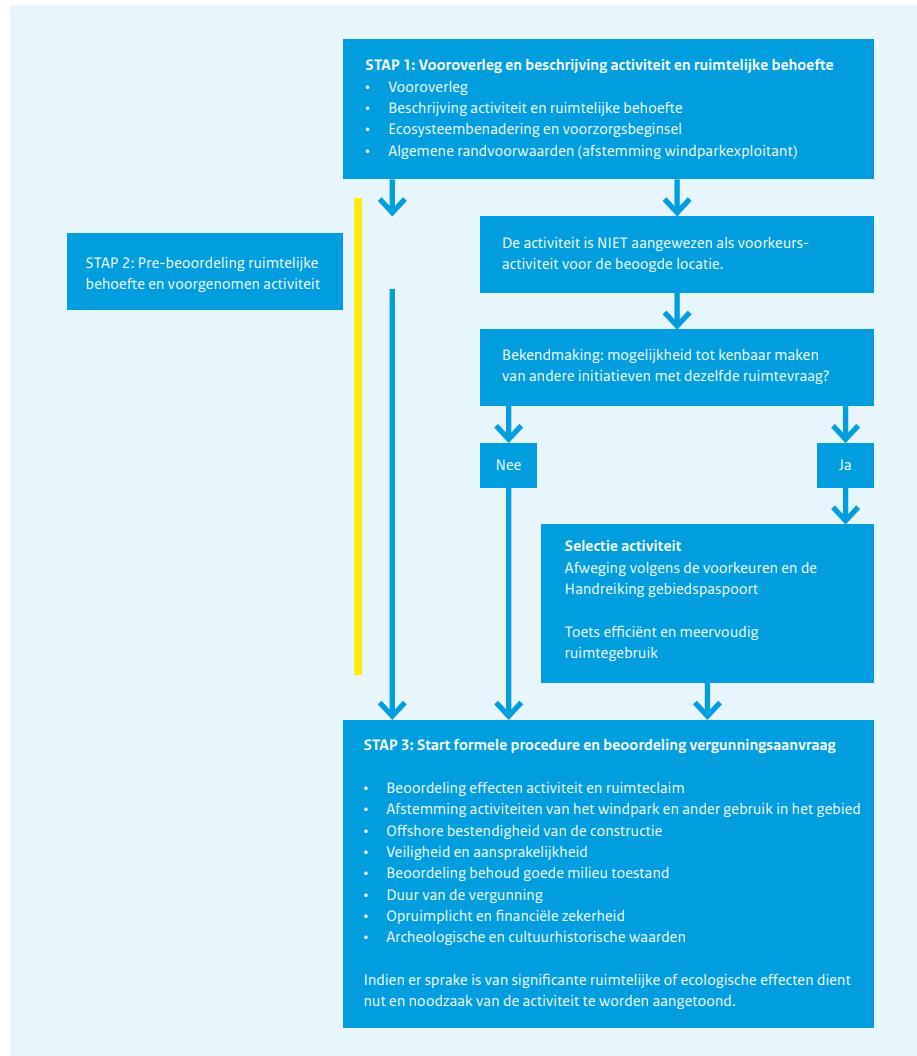 STAP 1: Vooroverleg en beschrijving activiteit en ruimtelijke behoefte
• Vooroverleg
• Beschrijving activiteit en ruimtelijke behoefte
• Ecosysteembenadering en voorzorgsbeginsel
• Algemene randvoorwaarden (afstemming windparkexploitant)
STAP 2: Pre-beoordeling ruimtelijke
behoefte en voorgenomen activiteit
De activiteit is NIET aangewezen als voorkeurs-
activiteit voor de beoogde locatie.
Bekendmaking: mogelijkheid tot kenbaar maken
van andere initiatieven met dezelfde ruimtevraag?
Nee
Ja
Selectie activiteit
Afweging volgens de voorkeuren en de
Handreiking gebiedspaspoort
Toets efficiënt en meervoudig
ruimtegebruik
STAP 3: Start formele procedure en beoordeling vergunningsaanvraag
• Beoordeling effecten activiteit en ruimteclaim
• Afstemming activiteiten van het windpark en ander gebruik in het gebied
• Offshore bestendigheid van de constructie
• Veiligheid en aansprakelijkheid
• Beoordeling behoud goede milieu toestand
• Duur van de vergunning
• Opruimplicht en financiële zekerheid
• Archeologische en cultuurhistorische waarden
Indien er sprake is van significante ruimtelijke of ecologische effecten dient
nut en noodzaak van de activiteit te worden aangetoond.